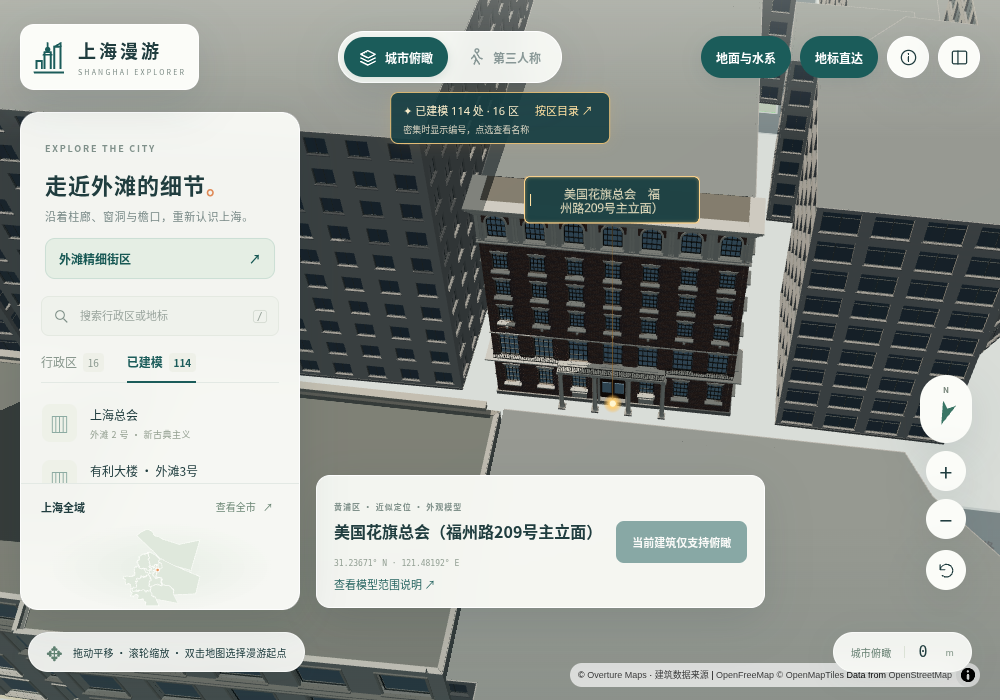 上海漫游
SHANGHAI EXPLORER
城市俯瞰
第三人称
地面与水系
地标直达
✦ 已建模 114 处 · 16 区 按区目录 ↗
密集时显示编号，点选查看名称
EXPLORE THE CITY
走近外滩的细节。
沿着柱廊、窗洞与檐口，重新认识上海。
外滩精细街区 ↗
搜索行政区或地标 /
行政区 16 已建模 114
上海总会
外滩 2 号 · 新古典主义
有利大楼 · 外滩3号
上海全域 查看全市 ↗
美国花旗总会 福
州路209号主立面）
N
+
−
黄浦区 · 近似定位 · 外观模型
美国花旗总会（福州路209号主立面）
31.23671° N · 121.48192° E
查看模型范围说明 ↗
当前建筑仅支持俯瞰
拖动平移 · 滚轮缩放 · 双击地图选择漫游起点
城市俯瞰 0 m
© Overture Maps · 建筑数据来源 | OpenFreeMap © OpenMapTiles Data from OpenStreetMap